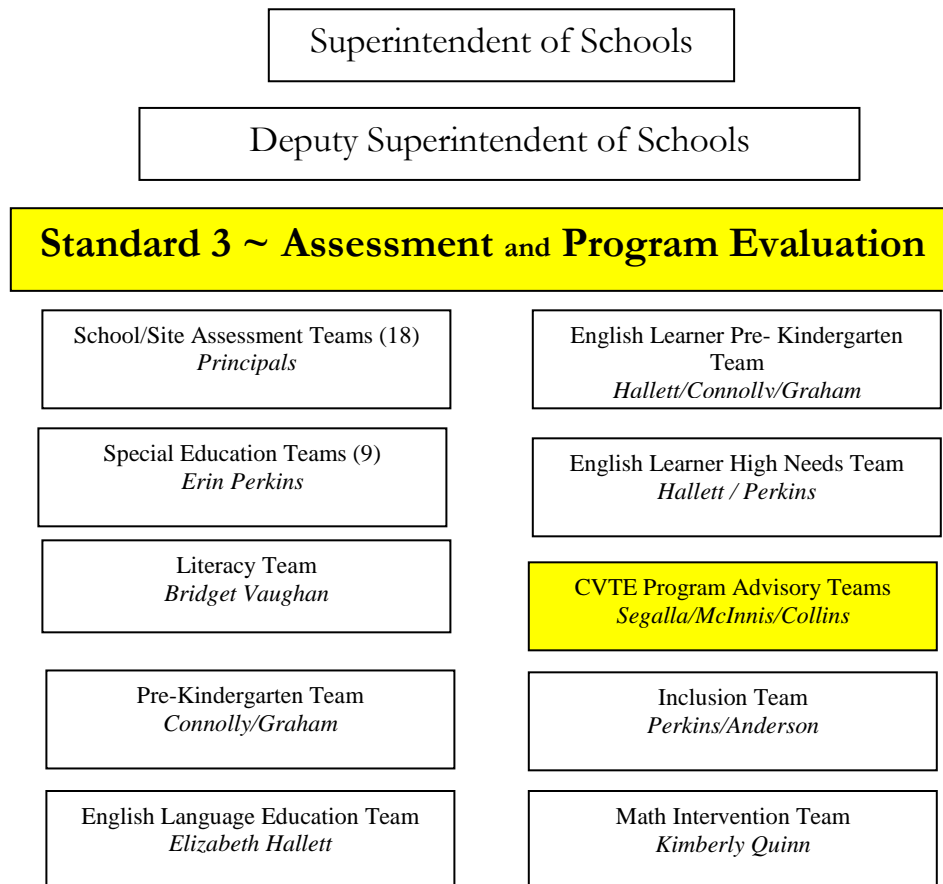 Superintendent of Schools
Deputy Superintendent of Schools
Standard 3 ~ Assessment and Program Evaluation
School/Site Assessment Teams (18)
Principals
English Learner Pre- Kindergarten
Team
Hallett/Connolly/Graham
Special Education Teams (9)
Erin Perkins
English Learner High Needs Team
Hallett / Perkins
Literacy Team
Bridget Vaughan
CVTE Program Advisory Teams
Segalla/McInnis/Collins
Pre-Kindergarten Team
Connolly/Graham
Inclusion Team
Perkins/Anderson
English Language Education Team
Elizabeth Hallett
Math Intervention Team
Kimberly Quinn